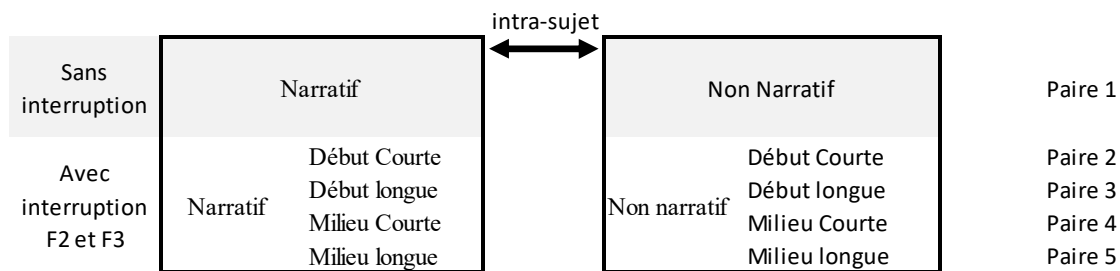 intra-sujet
Sans
interruption
Narratif
Non Narratif
Paire 1
Avec
interruption
F2 et F3
Narratif
Début Courte
Début longue
Milieu Courte
Milieu longue
Non narratif
Début Courte
Début longue
Milieu Courte
Milieu longue
Paire 2
Paire 3
Paire 4
Paire 5